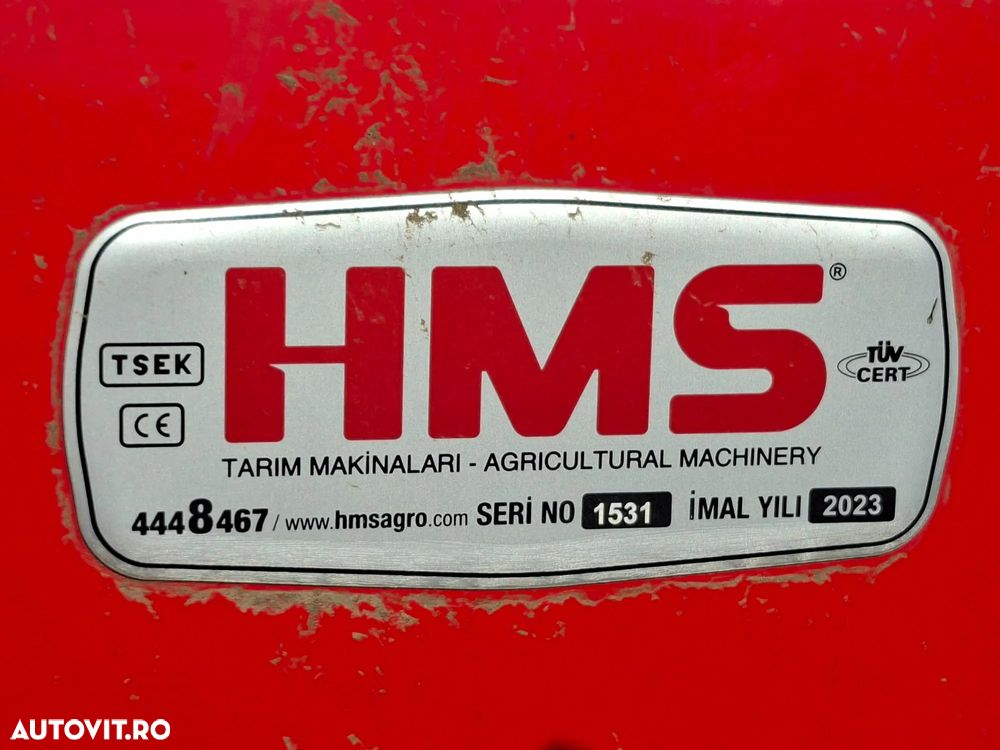 HMS®
TSEK
CE
TÜV
CERT
TARIM MAKİNALARI - AGRICULTURAL MACHINERY
4448467 / www.hmsagro.com SERİ NO 1531 İMAL YILI 2023
AUTOVIT.RO